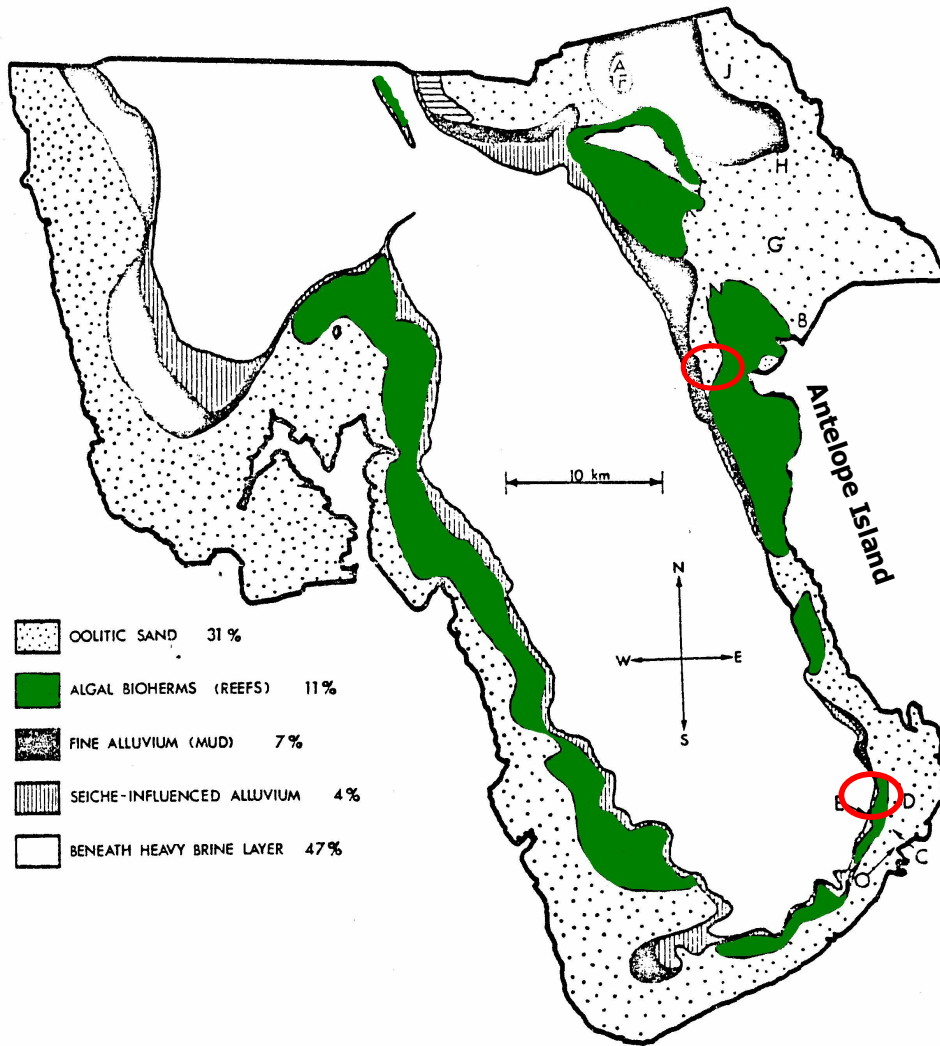 A
F
J
H
G
B
Antelope Island
10 km
N
W E
S
OOLITIC SAND 31%
ALGAL BIOHERMS (REEFS) 11%
FINE ALLUVIUM (MUD) 7%
SEICHE-INFLUENCED ALLUVIUM 4%
BENEATH HEAVY BRINE LAYER 47%
E D
C
O